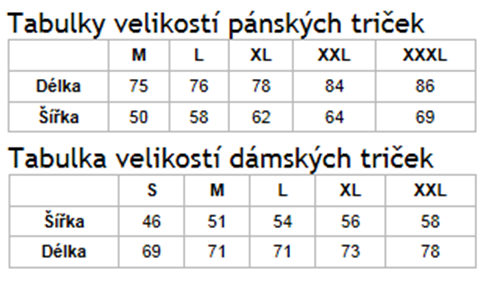 Tabulky velikostí pánských triček
M L XL XXL XXXL
Délka 75 76 78 84 86
Šířka 50 58 62 64 69
Tabulka velikostí dámských triček
S M L XL XXL
Šířka 46 51 54 56 58
Délka 69 71 71 73 78